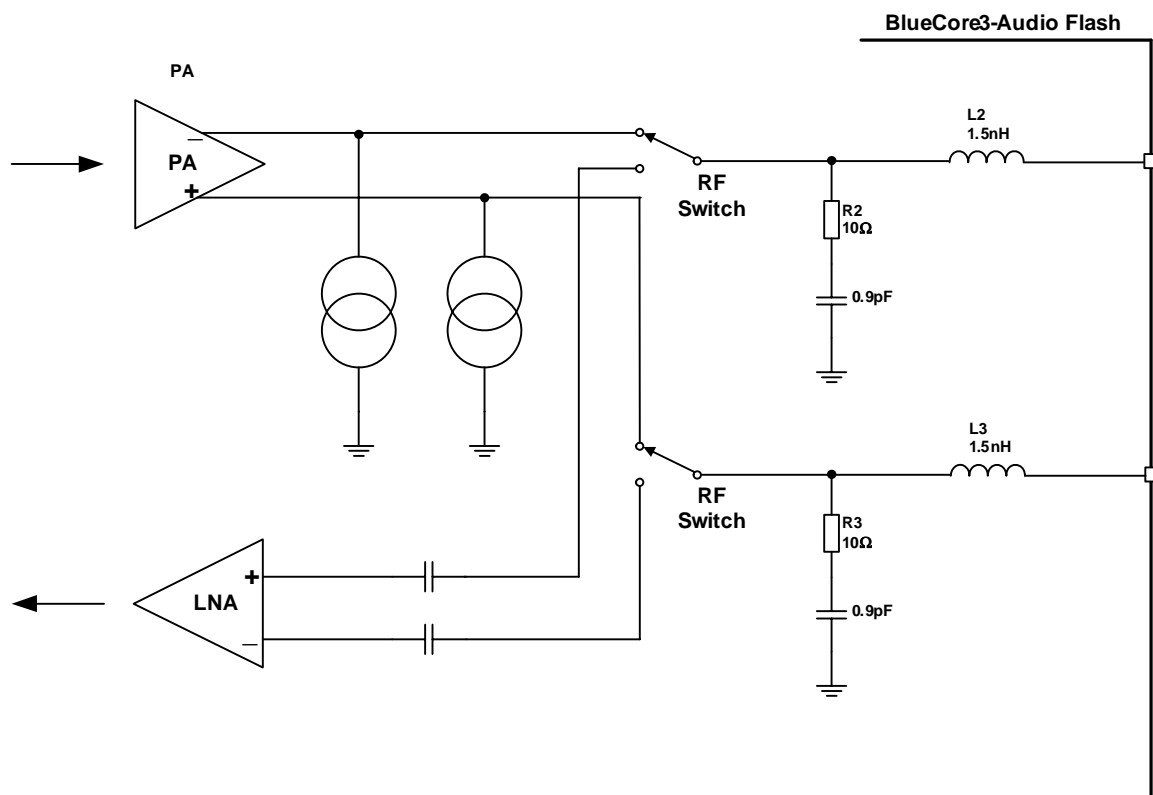 BlueCore3-Audio Flash
PA
PA
−
+
RF
Switch
L2
1.5nH
R2
10Ω
0.9pF
RF
Switch
L3
1.5nH
R3
10Ω
0.9pF
LNA
+
−